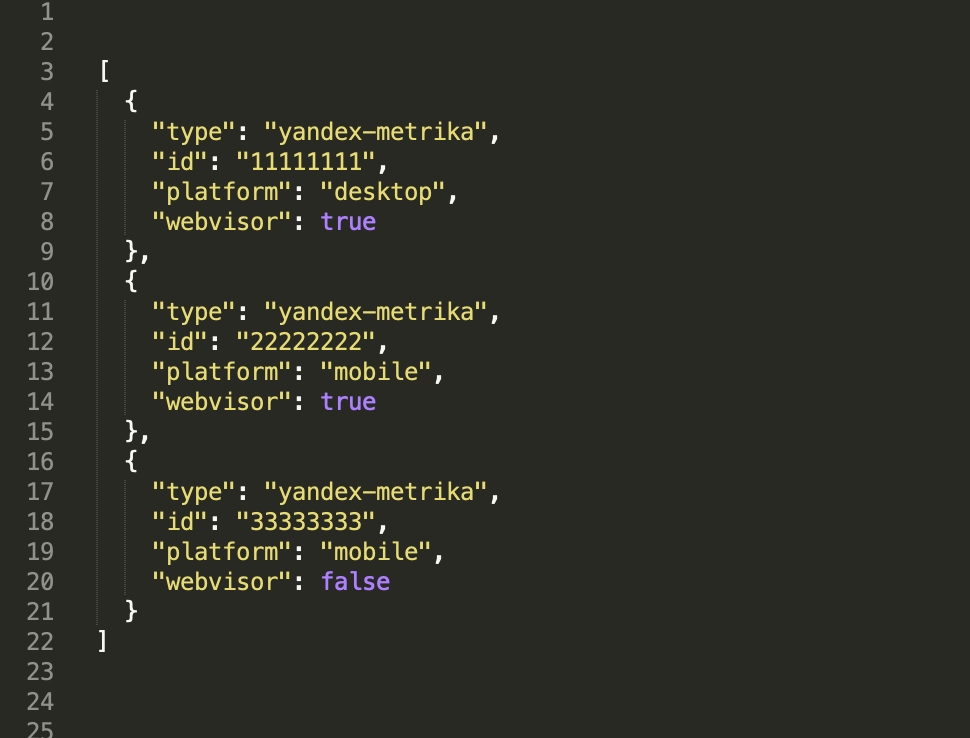 1
2
3 [
4 {
5 "type": "yandex-metrika",
6 "id": "11111111",
7 "platform": "desktop",
8 "webvisor": true
9 },
10 {
11 "type": "yandex-metrika",
12 "id": "22222222",
13 "platform": "mobile",
14 "webvisor": true
15 },
16 {
17 "type": "yandex-metrika",
18 "id": "33333333",
19 "platform": "mobile",
20 "webvisor": false
21 }
22 ]
23
24
25